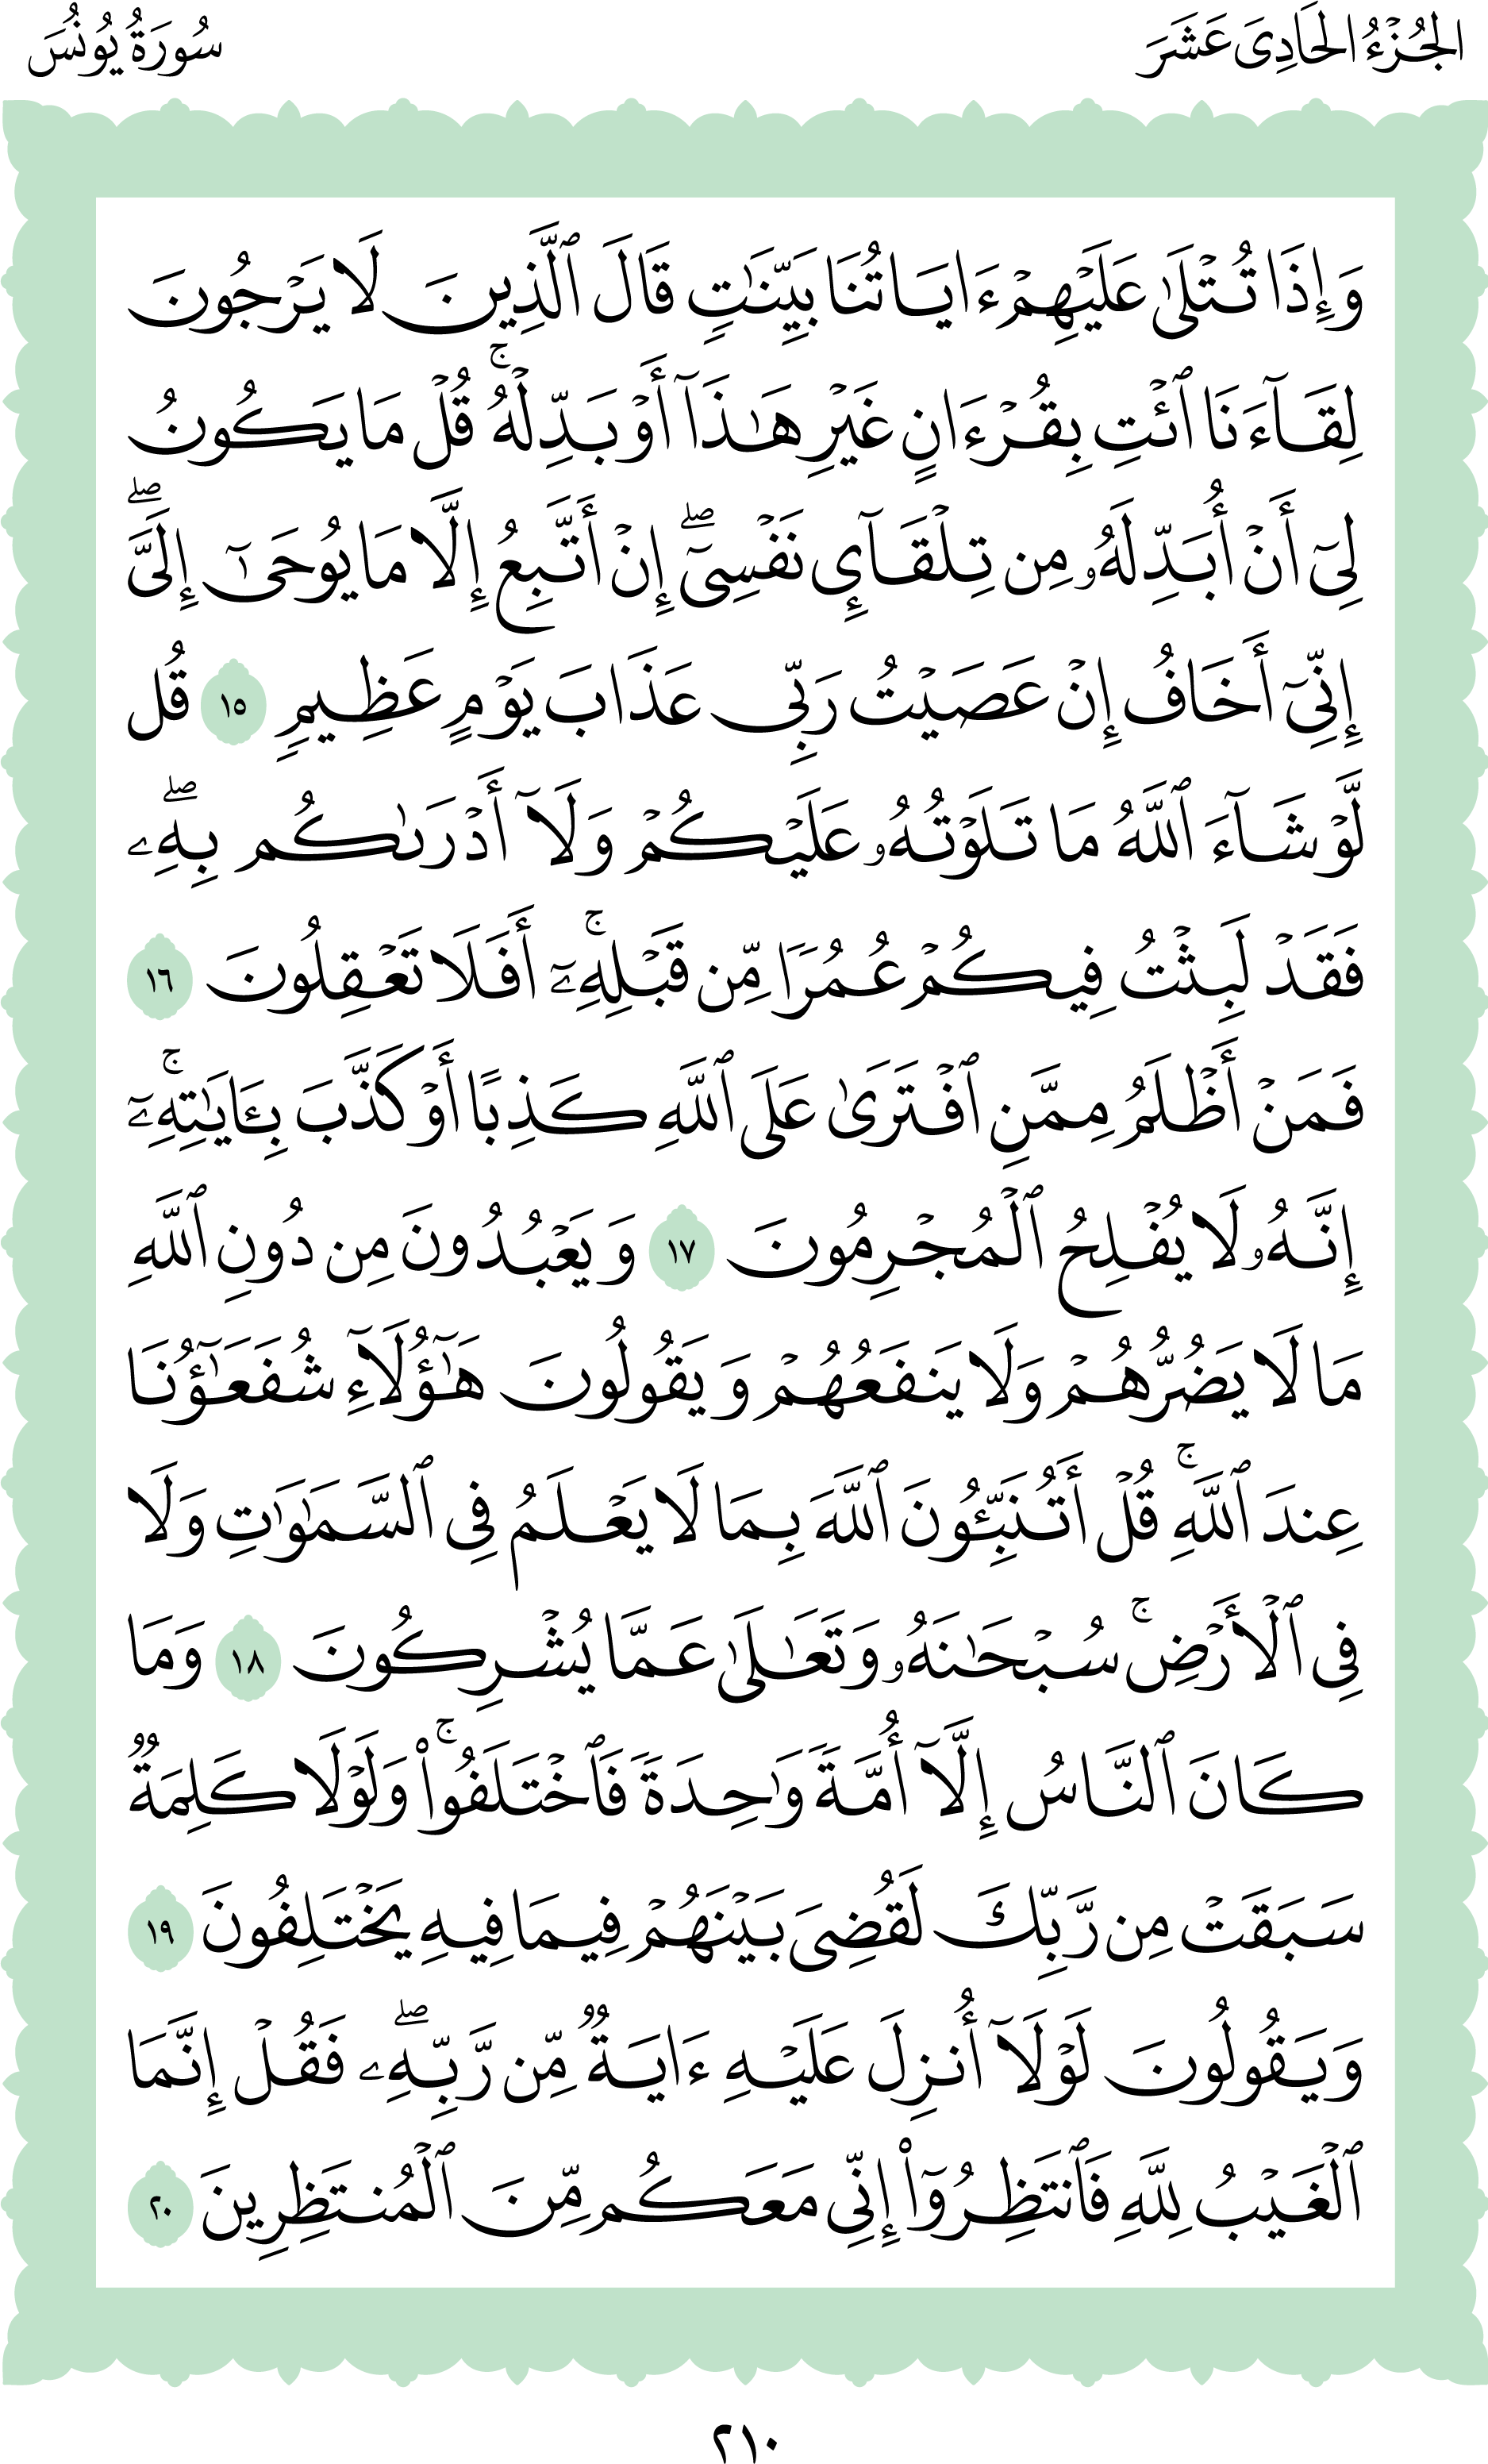 الجُزْءُ الحَادِىَ عَشَرَ
سُورَةُ يُونُسَ
وَإِذَا تُتۡلَىٰ عَلَيۡهِمۡ ءَايَاتُنَا بَيِّنَٰتٖ قَالَ ٱلَّذِينَ لَا يَرۡجُونَ
لِقَآءَنَا ٱئۡتِ بِقُرۡءَانٍ غَيۡرِ هَٰذَآ أَوۡ بَدِّلۡهُۚ قُلۡ مَا يَكُونُ
لِيٓ أَنۡ أُبَدِّلَهُۥ مِن تِلۡقَآيِٕ نَفۡسِيٓۖ إِنۡ أَتَّبِعُ إِلَّا مَا يُوحَىٰٓ إِلَيَّۖ
إِنِّيٓ أَخَافُ إِنۡ عَصَيۡتُ رَبِّي عَذَابَ يَوۡمٍ عَظِيمٖ ١٥ قُل
لَّوۡ شَآءَ ٱللَّهُ مَا تَلَوۡتُهُۥ عَلَيۡكُمۡ وَلَآ أَدۡرَىٰكُم بِهِۦۖ
فَقَدۡ لَبِثۡتُ فِيكُمۡ عُمُرٗا مِّن قَبۡلِهِۦٓۚ أَفَلَا تَعۡقِلُونَ ١٦
فَمَنۡ أَظۡلَمُ مِمَّنِ ٱفۡتَرَىٰ عَلَى ٱللَّهِ كَذِبًا أَوۡ كَذَّبَ بِـَٔايَٰتِهِۦٓۚ
إِنَّهُۥ لَا يُفۡلِحُ ٱلۡمُجۡرِمُونَ ١٧ وَيَعۡبُدُونَ مِن دُونِ ٱللَّهِ
مَا لَا يَضُرُّهُمۡ وَلَا يَنفَعُهُمۡ وَيَقُولُونَ هَٰٓؤُلَآءِ شُفَعَٰٓؤُنَا
عِندَ ٱللَّهِۚ قُلۡ أَتُنَبِّـُٔونَ ٱللَّهَ بِمَا لَا يَعۡلَمُ فِي ٱلسَّمَٰوَٰتِ وَلَا
فِي ٱلۡأَرۡضِۚ سُبۡحَٰنَهُۥ وَتَعَٰلَىٰ عَمَّا يُشۡرِكُونَ ١٨ وَمَا
كَانَ ٱلنَّاسُ إِلَّآ أُمَّةٗ وَٰحِدَةٗ فَٱخۡتَلَفُواْۚ وَلَوۡلَا كَلِمَةٞ
سَبَقَتۡ مِن رَّبِّكَ لَقُضِيَ بَيۡنَهُمۡ فِيمَا فِيهِ يَخۡتَلِفُونَ ١٩
وَيَقُولُونَ لَوۡلَآ أُنزِلَ عَلَيۡهِ ءَايَةٞ مِّن رَّبِّهِۦۖ فَقُلۡ إِنَّمَا
ٱلۡغَيۡبُ لِلَّهِ فَٱنتَظِرُوٓاْ إِنِّي مَعَكُم مِّنَ ٱلۡمُنتَظِرِينَ ٢٠
٢١٠